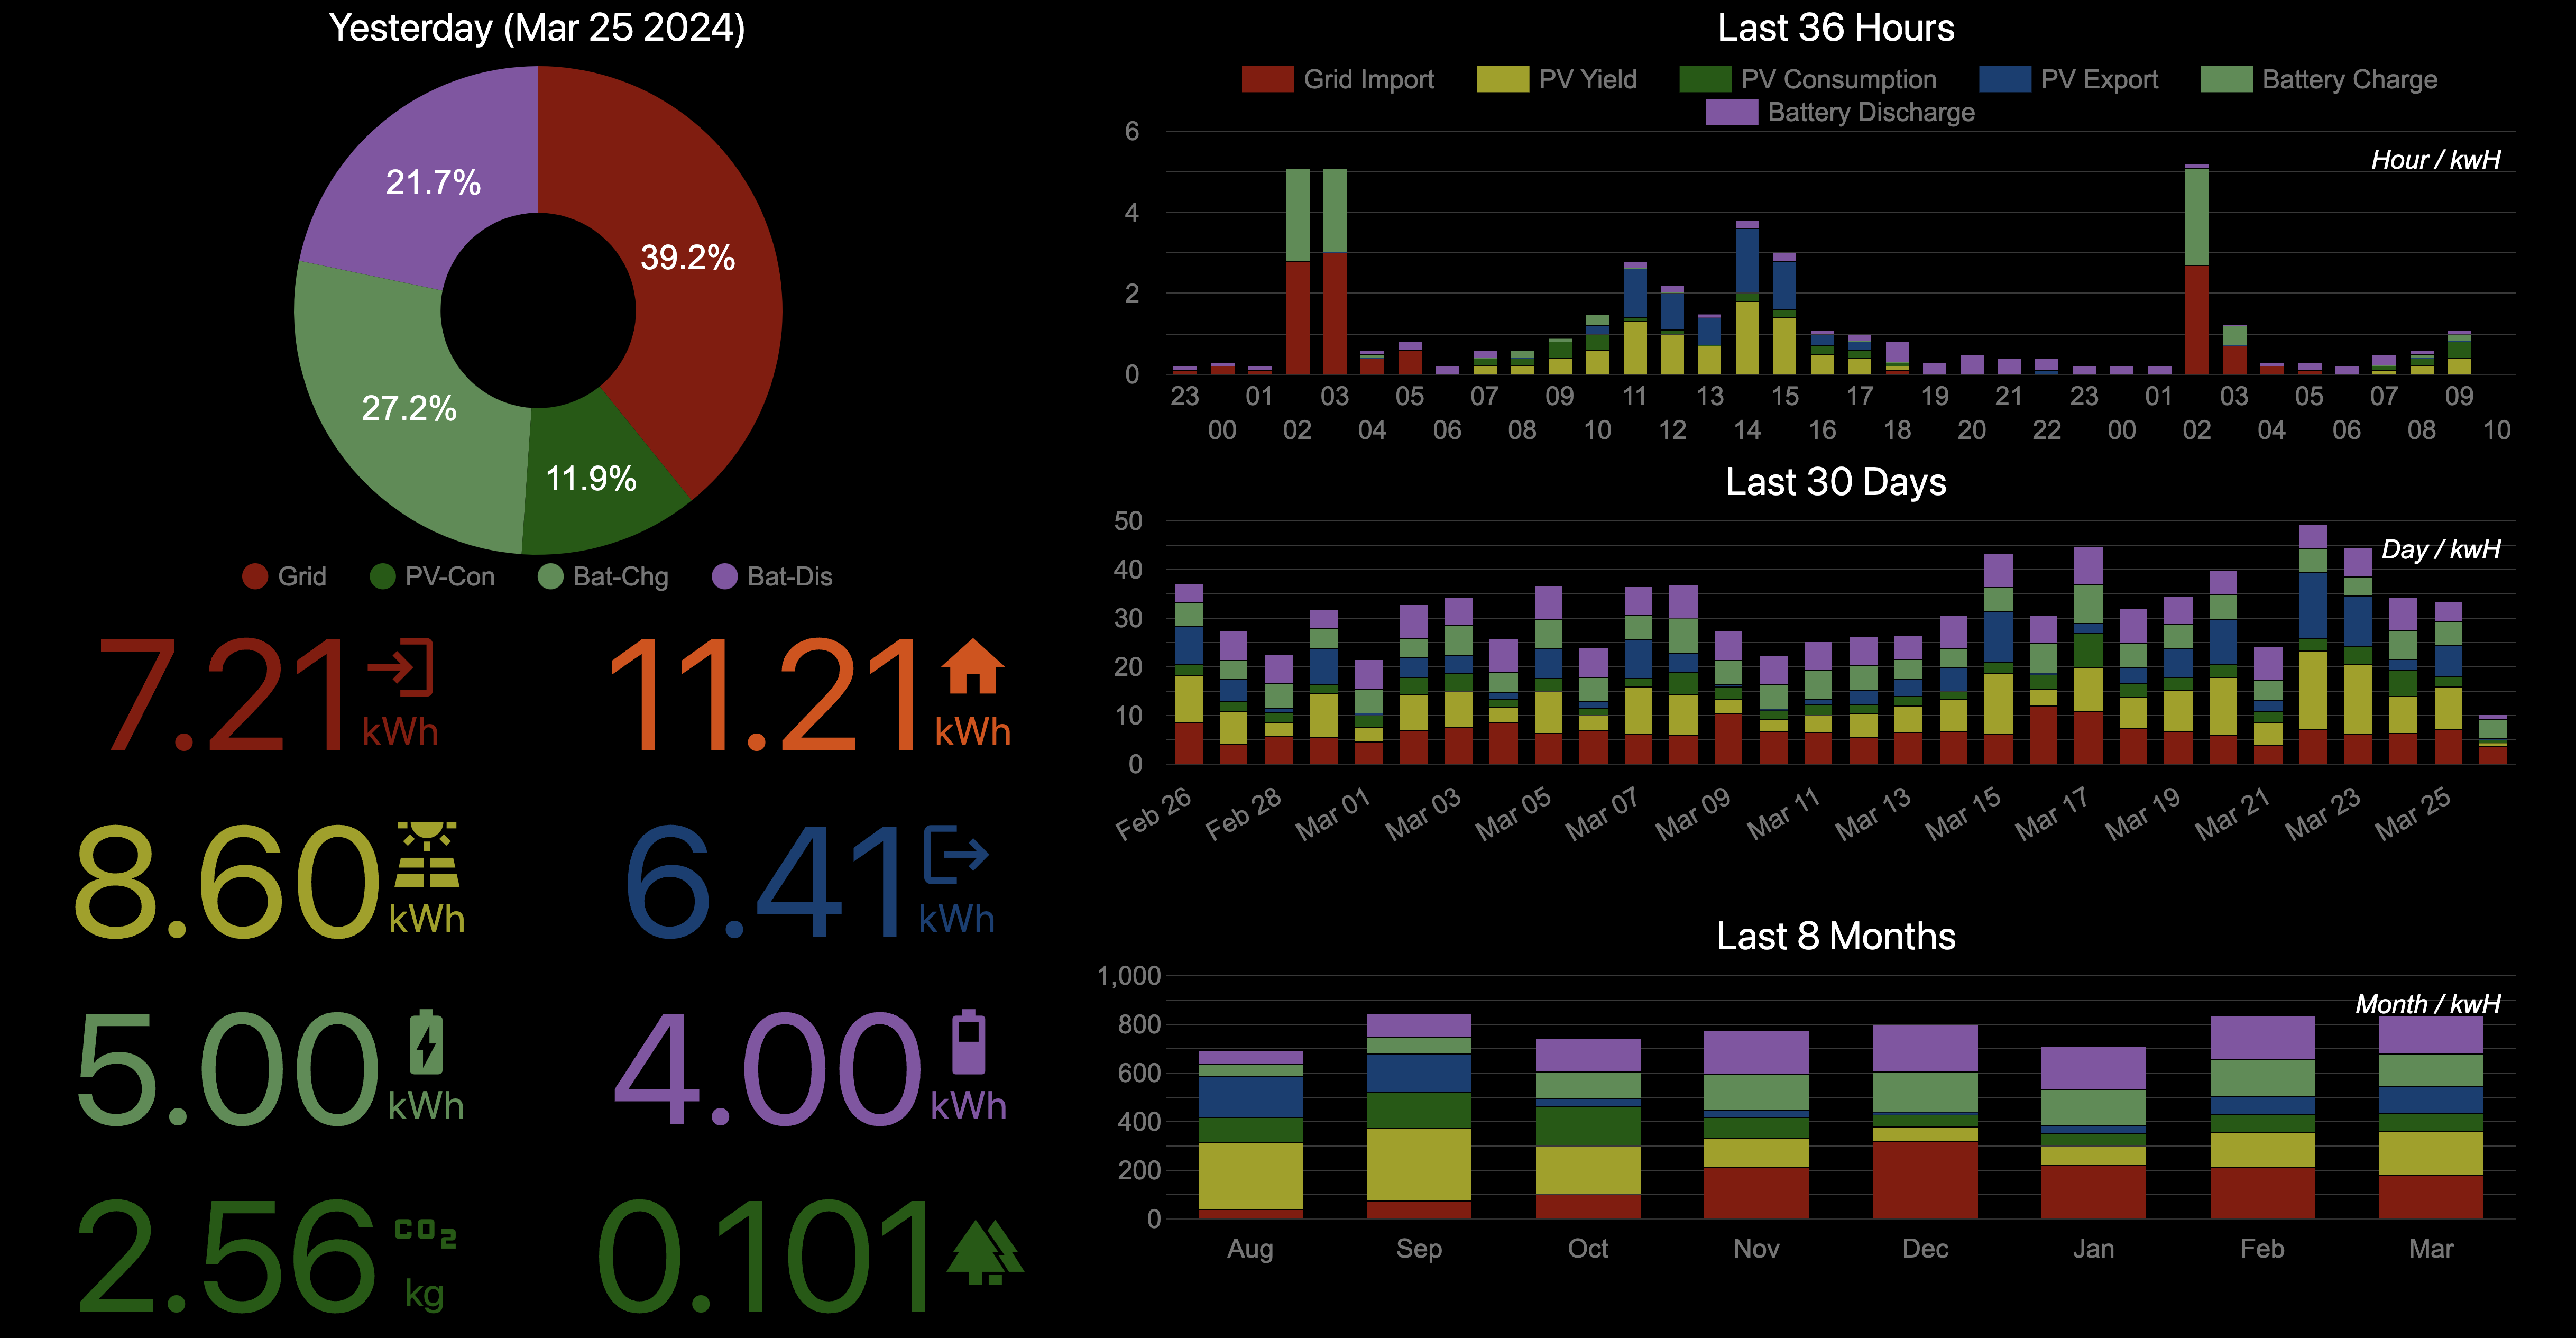 Yesterday (Mar 25 2024)
21.7%
39.2%
27.2%
11.9%
Grid PV-Con Bat-Chg Bat-Dis
7.21 kWh
11.21 kWh
8.60 kWh
6.41 kWh
5.00 kWh
4.00 kWh
2.56 CO2 kg
0.101
Last 36 Hours
Grid Import PV Yield PV Consumption PV Export Battery Charge
Battery Discharge
Hour / kwH
6
4
2
0
23 01 03 05 07 09 11 13 15 17 19 21 23 01 03 05 07 09
00 02 04 06 08 10 12 14 16 18 20 22 00 02 04 06 08 10
Last 30 Days
Day / kwH
50
40
30
20
10
0
Feb 26 Feb 28 Mar 01 Mar 03 Mar 05 Mar 07 Mar 09 Mar 11 Mar 13 Mar 15 Mar 17 Mar 19 Mar 21 Mar 23 Mar 25
Last 8 Months
Month / kwH
1,000
800
600
400
200
0
Aug Sep Oct Nov Dec Jan Feb Mar